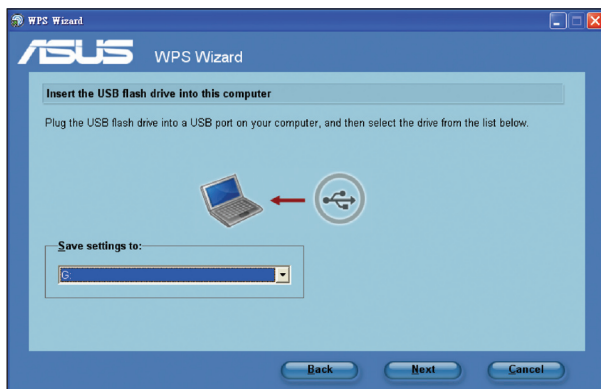 WPS Wizard
ASUS WPS Wizard
Insert the USB flash drive into this computer
Plug the USB flash drive into a USB port on your computer, and then select the drive from the list below.
Save settings to:
G:
Back Next Cancel